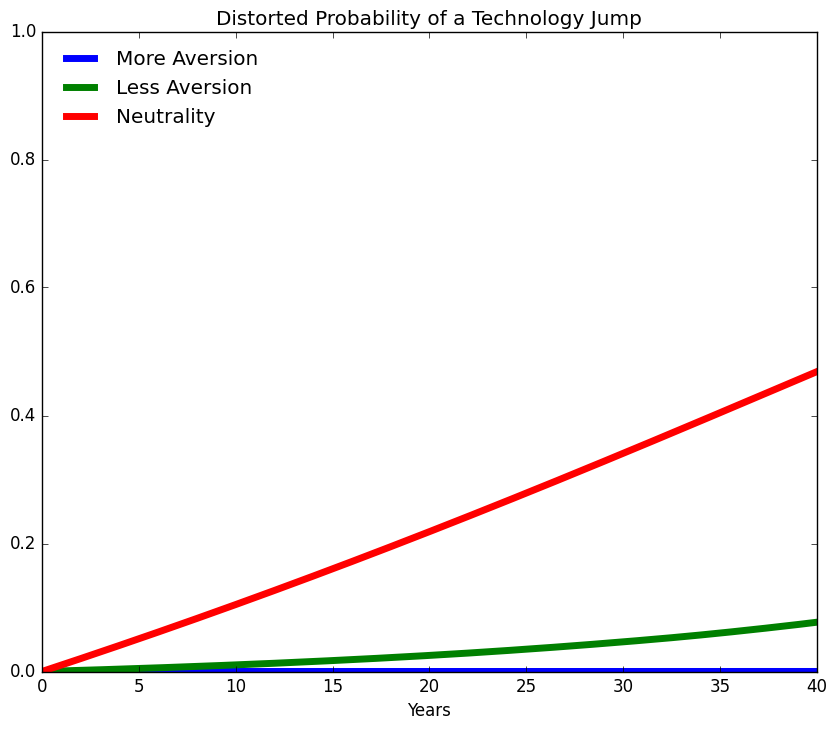 Distorted Probability of a Technology Jump
1.0
More Aversion
Less Aversion
Neutrality
0.8
0.6
0.4
0.2
0.0
0 5 10 15 20 25 30 35 40
Years